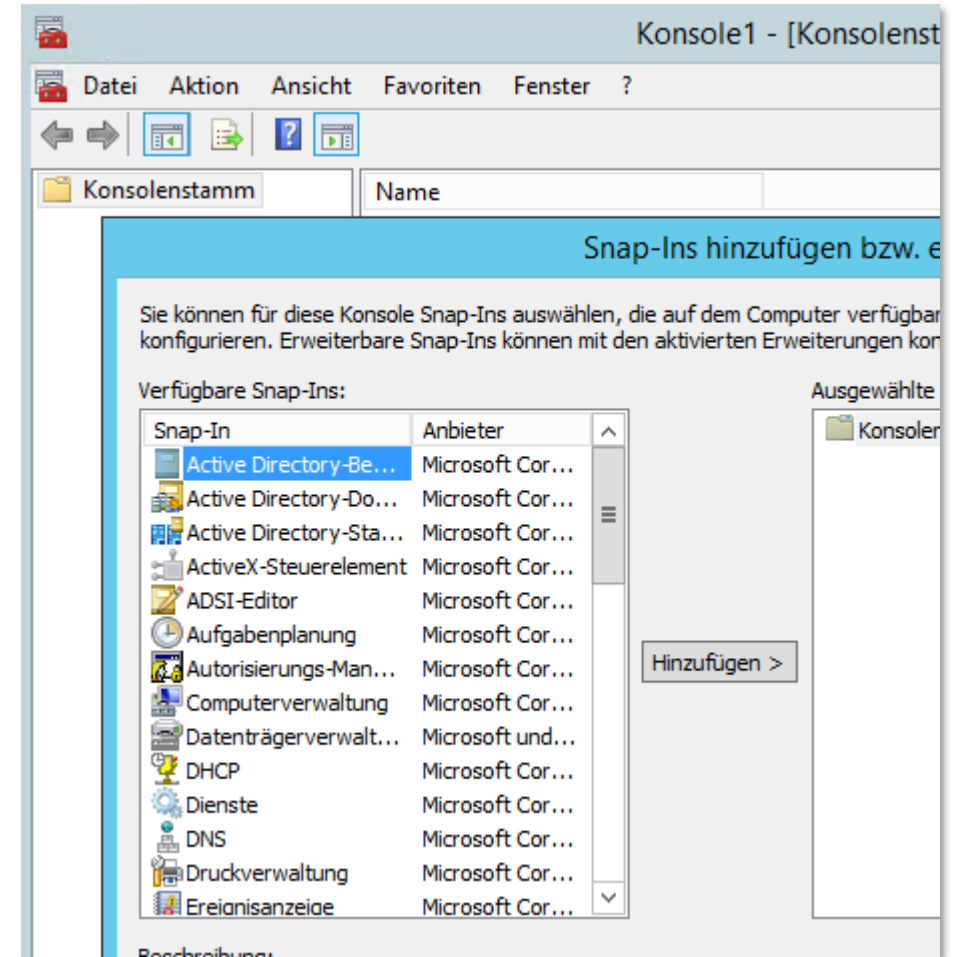 Konsole1 - [Konsolenst
Datei Aktion Ansicht Favoriten Fenster ?
Konsolenstamm Name
Snap-Ins hinzufügen bzw. e
Sie können für diese Konsole Snap-Ins auswählen, die auf dem Computer verfügbar
konfigurieren. Erweiterbare Snap-Ins können mit den aktivierten Erweiterungen kon
Verfügbare Snap-Ins: Ausgewählte
Snap-In Anbieter Konsolen
Active Directory-Be... Microsoft Cor...
Active Directory-Do... Microsoft Cor...
Active Directory-Sta... Microsoft Cor...
ActiveX-Steuerelement Microsoft Cor...
ADSI-Editor Microsoft Cor...
Aufgabenplanung Microsoft Cor...
Autorisierungs-Man... Microsoft Cor...
Hinzufügen >
Computerverwaltung Microsoft Cor...
Datenträgerverwalt... Microsoft und...
DHCP Microsoft Cor...
Dienste Microsoft Cor...
DNS Microsoft Cor...
Druckverwaltung Microsoft Cor...
Ereignisanzeige Microsoft Cor...
Beschreibung: